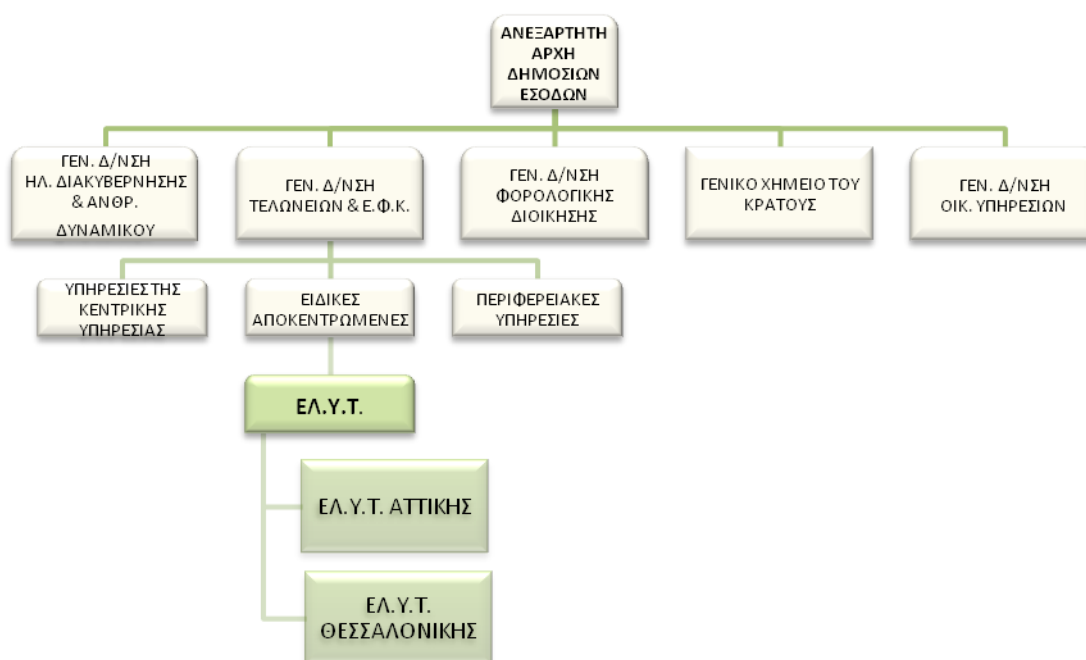 ΑΝΕΞΑΡΤΗΤΗ
ΑΡΧΗ
ΔΗΜΟΣΙΩΝ
ΕΣΟΔΩΝ
ΓΕΝ. Δ/ΝΣΗ
ΗΛ. ΔΙΑΚΥΒΕΡΝΗΣΗΣ
& ΑΝΘΡ.
ΔΥΝΑΜΙΚΟΥ
ΓΕΝ. Δ/ΝΣΗ
ΤΕΛΩΝΕΙΩΝ & Ε.Φ.Κ.
ΓΕΝ. Δ/ΝΣΗ
ΦΟΡΟΛΟΓΙΚΗΣ
ΔΙΟΙΚΗΣΗΣ
ΓΕΝΙΚΟ ΧΗΜΕΙΟ ΤΟΥ
ΚΡΑΤΟΥΣ
ΓΕΝ. Δ/ΝΣΗ
ΟΙΚ. ΥΠΗΡΕΣΙΩΝ
ΥΠΗΡΕΣΙΕΣ ΤΗΣ
ΚΕΝΤΡΙΚΗΣ
ΥΠΗΡΕΣΙΑΣ
ΕΙΔΙΚΕΣ
ΑΠΟΚΕΝΤΡΩΜΕΝΕΣ
ΠΕΡΙΦΕΡΕΙΑΚΕΣ
ΥΠΗΡΕΣΙΕΣ
ΕΛ.Υ.Τ.
ΕΛ.Υ.Τ. ΑΤΤΙΚΗΣ
ΕΛ.Υ.Τ.
ΘΕΣΣΑΛΟΝΙΚΗΣ